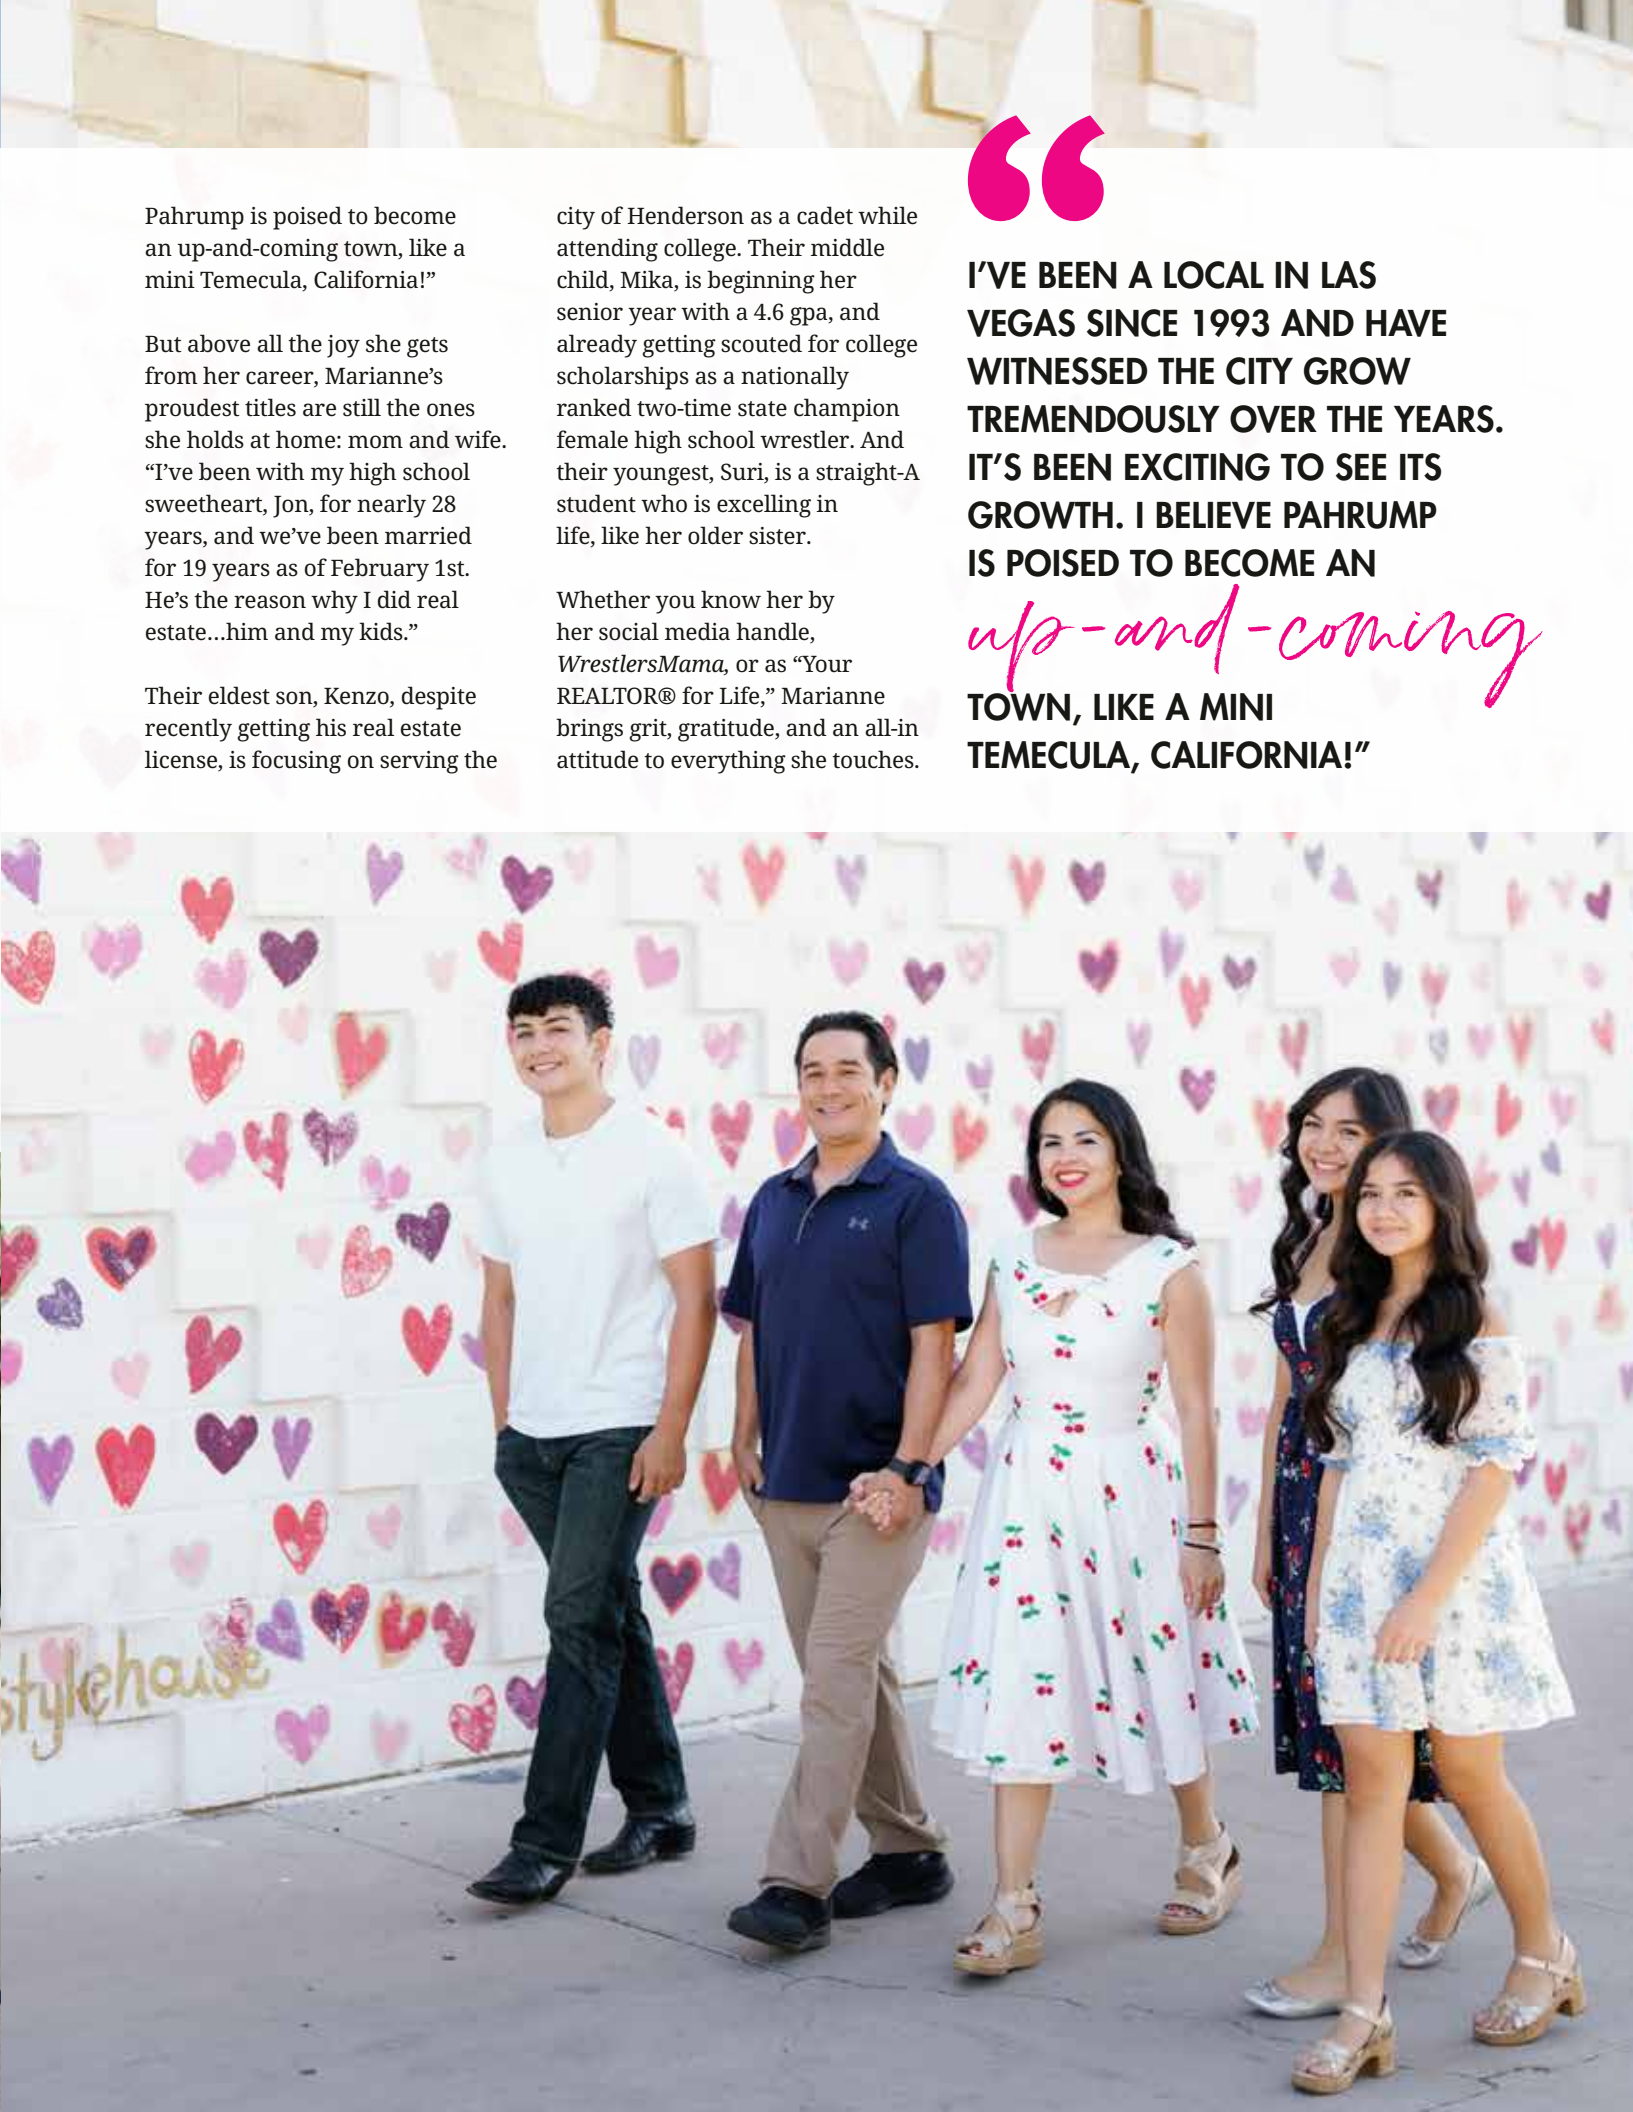 Pahrump is poised to become
an up-and-coming town, like a
mini Temecula, California!”
But above all the joy she gets
from her career, Marianne’s
proudest titles are still the ones
she holds at home: mom and wife.
“I’ve been with my high school
sweetheart, Jon, for nearly 28
years, and we’ve been married
for 19 years as of February 1st.
He’s the reason why I did real
estate…him and my kids.”
Their eldest son, Kenzo, despite
recently getting his real estate
license, is focusing on serving the
city of Henderson as a cadet while
attending college. Their middle
child, Mika, is beginning her
senior year with a 4.6 gpa, and
already getting scouted for college
scholarships as a nationally
ranked two-time state champion
female high school wrestler. And
their youngest, Suri, is a straight-A
student who is excelling in
life, like her older sister.
Whether you know her by
her social media handle,
WrestlersMama, or as “Your
REALTOR® for Life,” Marianne
brings grit, gratitude, and an all-in
attitude to everything she touches.
“
I’VE BEEN A LOCAL IN LAS
VEGAS SINCE 1993 AND HAVE
WITNESSED THE CITY GROW
TREMENDOUSLY OVER THE YEARS.
IT’S BEEN EXCITING TO SEE ITS
GROWTH. I BELIEVE PAHRUMP
IS POISED TO BECOME AN
up-and-coming
TOWN, LIKE A MINI
TEMECULA, CALIFORNIA!”
stylehouse